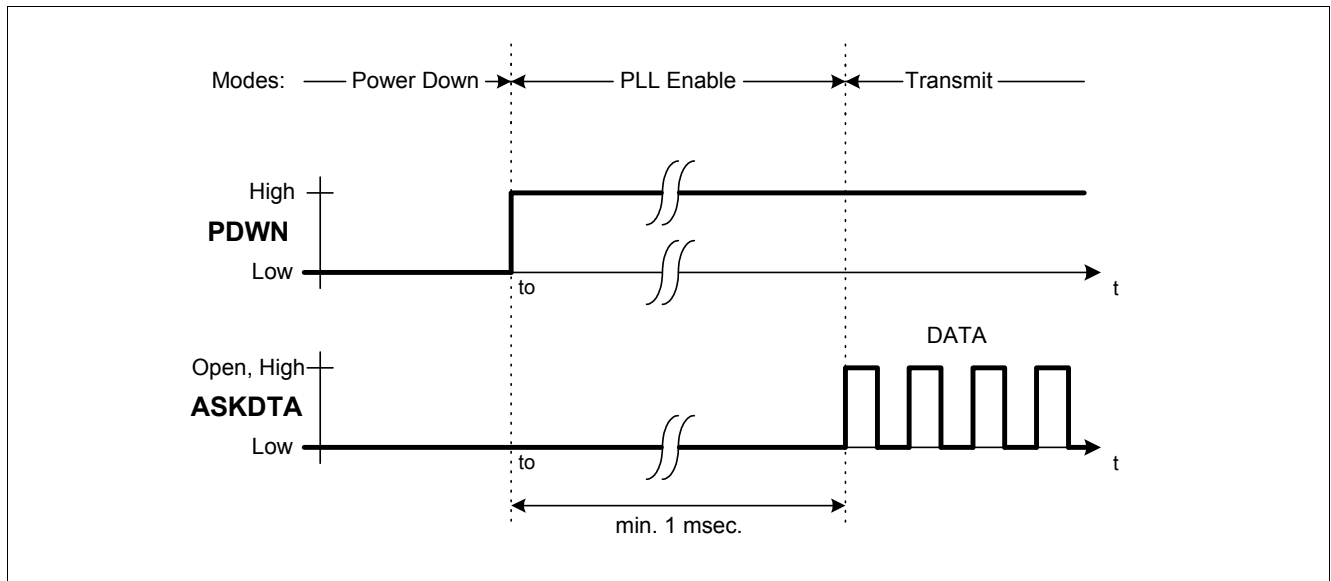 Modes: Power Down PLL Enable Transmit
High
PDWN
Low
to
t
DATA
Open, High
ASKDTA
Low
to
t
min. 1 msec.